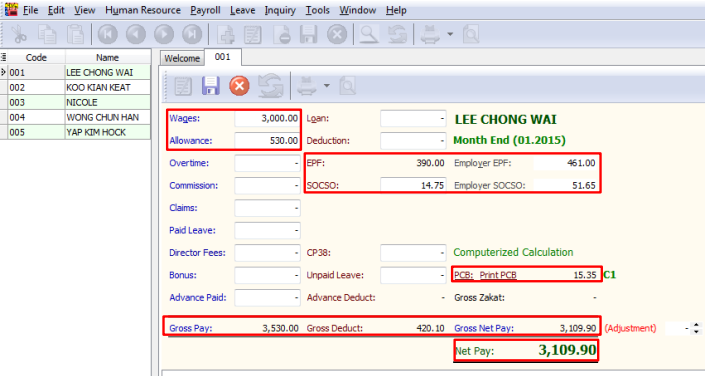 File Edit View Human Resource Payroll Leave Inquiry Tools Window Help
Code Name
001 LEE CHONG WAI
002 KOO KIAN KEAT
003 NICOLE
004 WONG CHUN HAN
005 YAP KIM HOCK
Welcome 001
Wages: 3,000.00 Loan: - LEE CHONG WAI
Allowance: 530.00 Deduction: - Month End (01.2015)
Overtime: - EPF: 390.00 Employer EPF: 461.00
Commission: - SOCSO: 14.75 Employer SOCSO: 51.65
Claims: -
Paid Leave: -
Director Fees: - CP38: - Computerized Calculation
Bonus: - Unpaid Leave: - PCB: Print PCB 15.35 C1
Advance Paid: - Advance Deduct: - Gross Zakat: -
Gross Pay: 3,530.00 Gross Deduct: 420.10 Gross Net Pay: 3,109.90 (Adjustment) -
Net Pay: 3,109.90